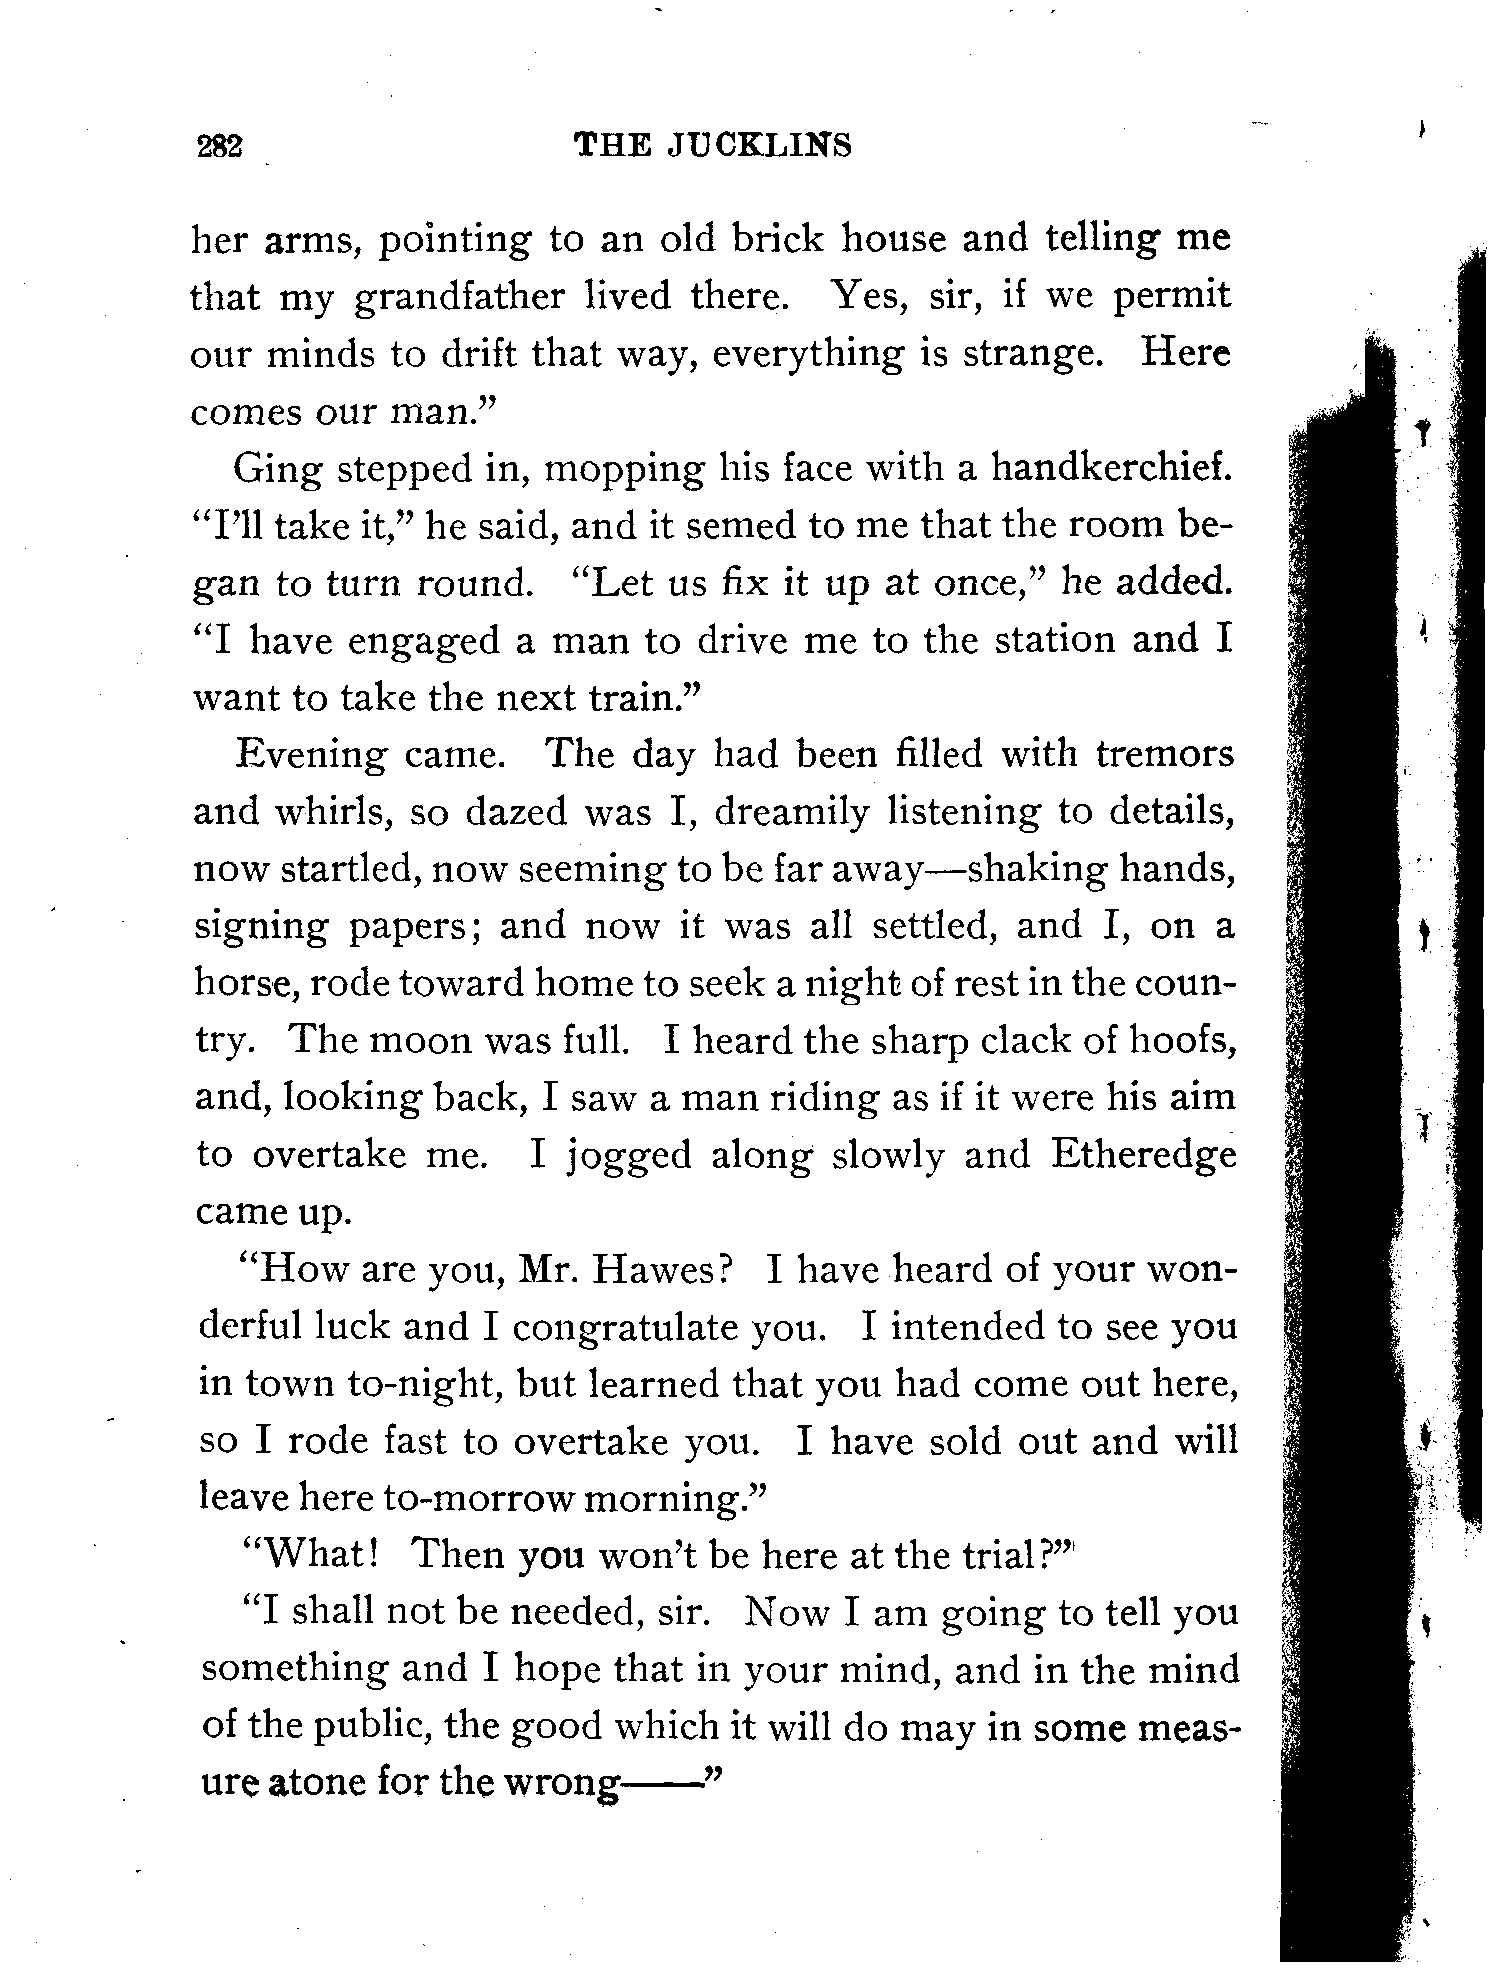 282 THE JUCKLINS
her arms, pointing to an old brick house and telling me
that my grandfather lived there. Yes, sir, if we permit
our minds to drift that way, everything is strange. Here
comes our man.”
Ging stepped in, mopping his face with a handkerchief.
“I’ll take it,” he said, and it semed to me that the room be-
gan to turn round. “Let us fix it up at once,” he added.
“I have engaged a man to drive me to the station and I
want to take the next train.”
Evening came. The day had been filled with tremors
and whirls, so dazed was I, dreamily listening to details,
now startled, now seeming to be far away—shaking hands,
signing papers; and now it was all settled, and I, on a
horse, rode toward home to seek a night of rest in the coun-
try. The moon was full. I heard the sharp clack of hoofs,
and, looking back, I saw a man riding as if it were his aim
to overtake me. I jogged along slowly and Etheredge
came up.
“How are you, Mr. Hawes? I have heard of your won-
derful luck and I congratulate you. I intended to see you
in town to-night, but learned that you had come out here,
so I rode fast to overtake you. I have sold out and will
leave here to-morrow morning.”
“What! Then you won’t be here at the trial?”
“I shall not be needed, sir. Now I am going to tell you
something and I hope that in your mind, and in the mind
of the public, the good which it will do may in some meas-
ure atone for the wrong——”